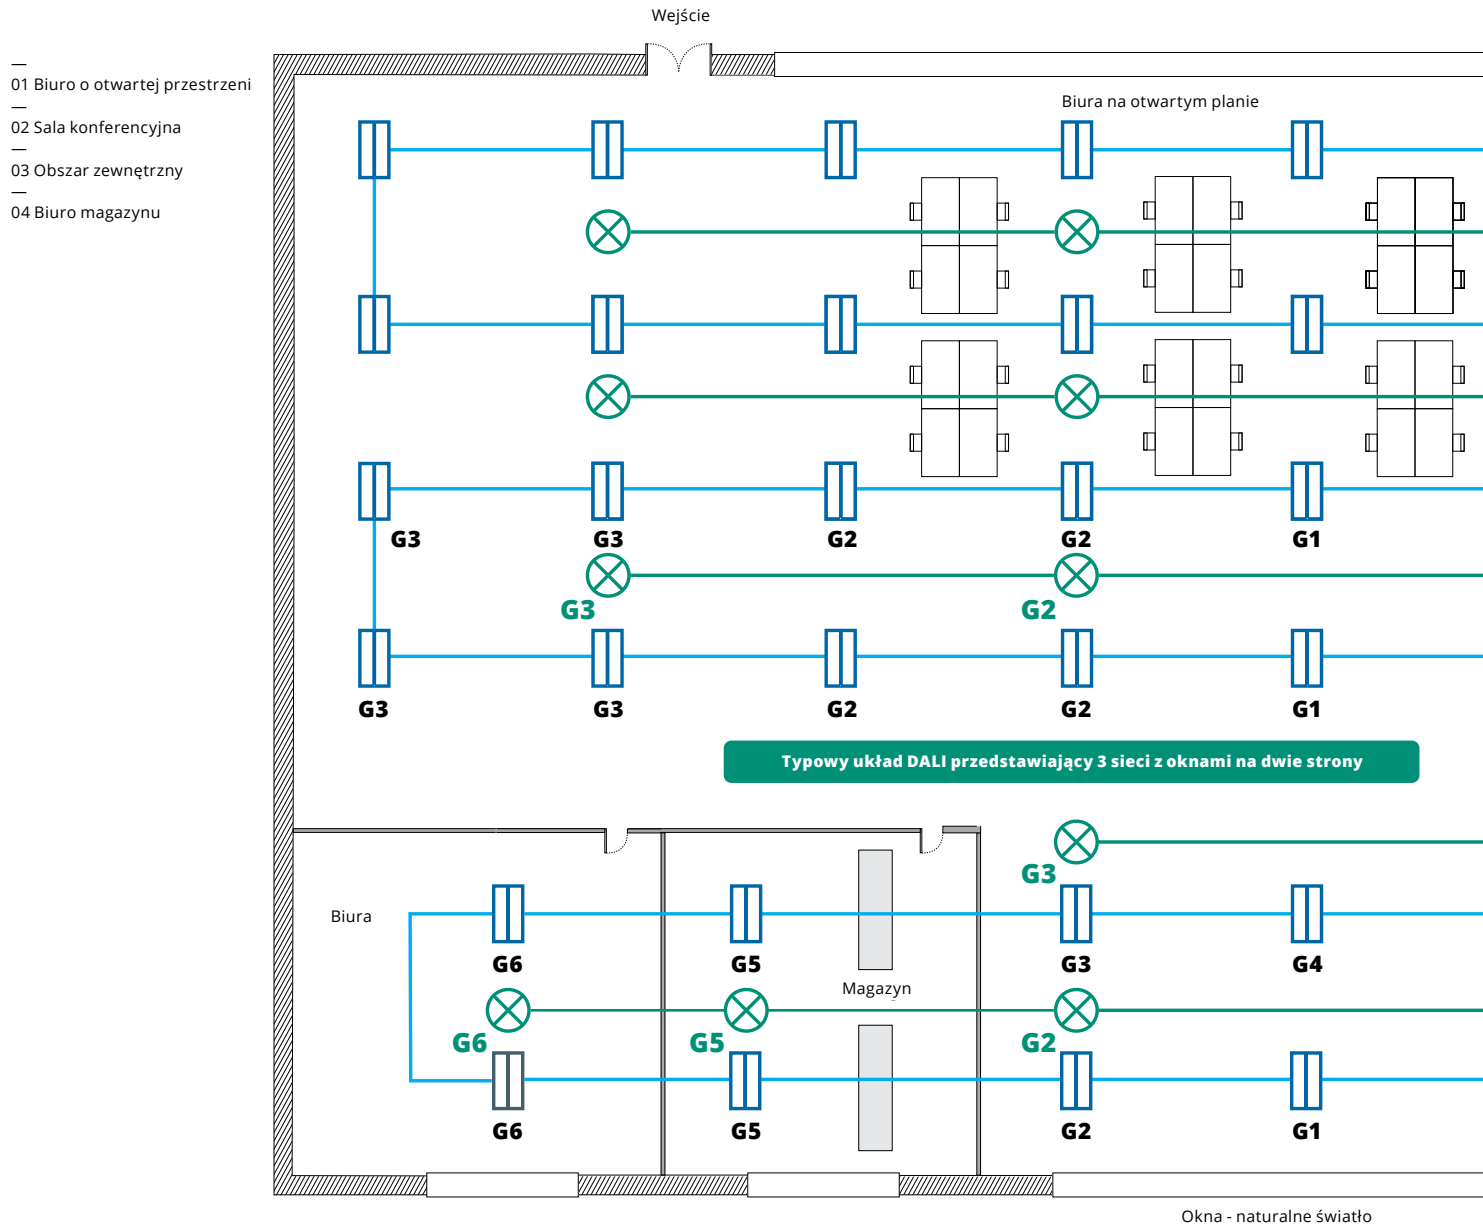 Wejście
—
01 Biuro o otwartej przestrzeni
—
02 Sala konferencyjna
—
03 Obszar zewnętrzny
—
04 Biuro magazynu
Biura na otwartym planie
G3 G3 G2 G2 G1
G3 G2
G3 G3 G2 G2 G1
Typowy układ DALI przedstawiający 3 sieci z oknami na dwie strony
G3
Biura
G6 G5 G3 G4
Magazyn
G6 G5 G2
G6 G5 G2 G1
Okna - naturalne światło